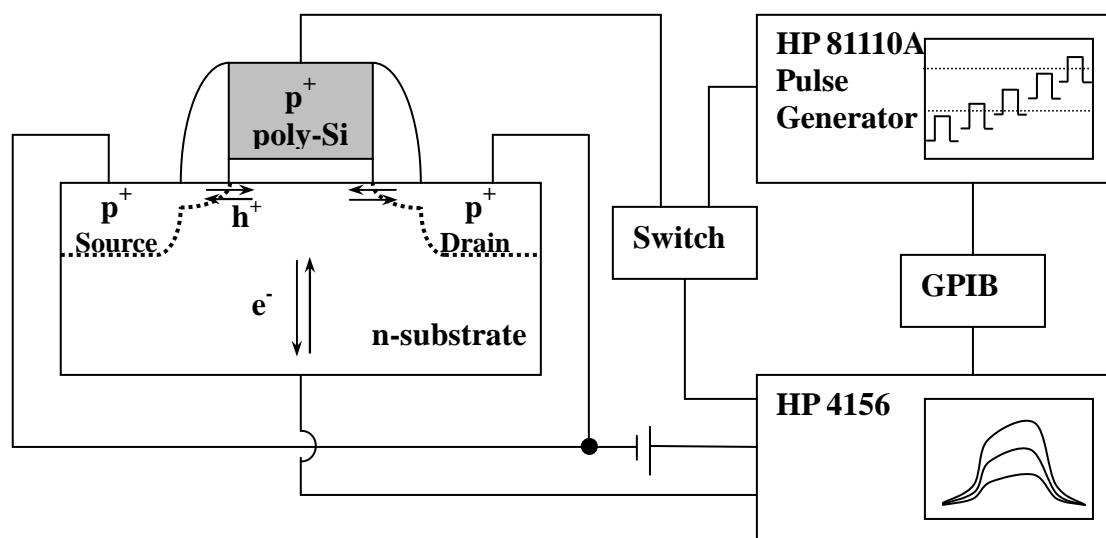 p+
poly-Si
p+
Source
h+
p+
Drain
e-
n-substrate
Switch
HP 81110A
Pulse
Generator
GPIB
HP 4156